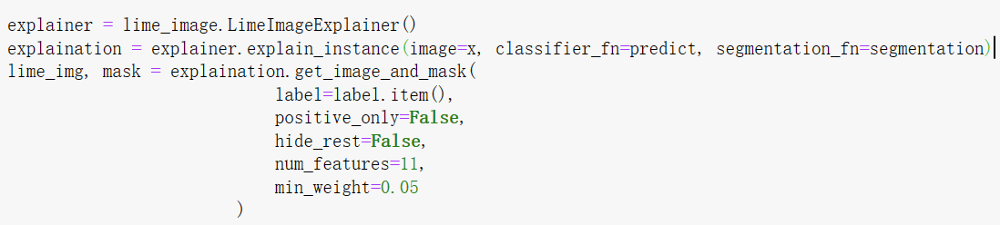 explainer = lime_image.LimeImageExplainer()
explaination = explainer.explain_instance(image=x, classifier_fn=predict, segmentation_fn=segmentation)
lime_img, mask = explaination.get_image_and_mask(
label=label.item(),
positive_only=False,
hide_rest=False,
num_features=11,
min_weight=0.05
)